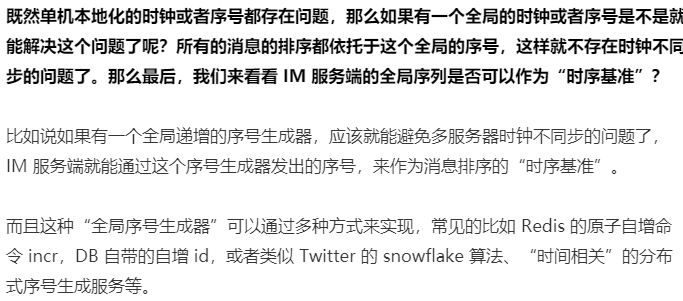 既然单机本地化的时钟或者序号都存在问题，那么如果有一个全局的时钟或者序号是不是就
能解决这个问题了呢？所有的消息的排序都依托于这个全局的序号，这样就不存在时钟不同
步的问题了。那么最后，我们来看看 IM 服务端的全局序列是否可以作为“时序基准”？
比如说如果有一个全局递增的序号生成器，应该就能避免多服务器时钟不同步的问题了，
IM 服务端就能通过这个序号生成器发出的序号，来作为消息排序的“时序基准”。
而且这种“全局序号生成器”可以通过多种方式来实现，常见的比如 Redis 的原子自增命
令 incr，DB 自带的自增 id，或者类似 Twitter 的 snowflake 算法、“时间相关”的分布
式序号生成服务等。